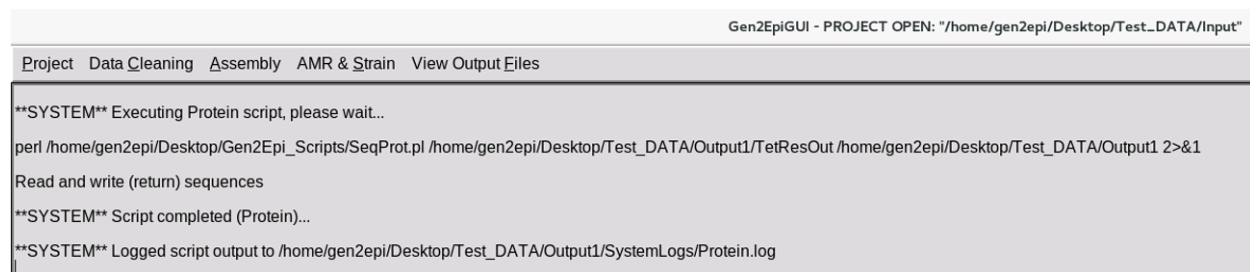 Gen2EpiGUI - PROJECT OPEN: "/home/gen2epi/Desktop/Test_DATA/Input"
Project Data Cleaning Assembly AMR & Strain View Output Files
**SYSTEM** Executing Protein script, please wait...
perl /home/gen2epi/Desktop/Gen2Epi_Scripts/SeqProt.pl /home/gen2epi/Desktop/Test_DATA/Output1/TetResOut /home/gen2epi/Desktop/Test_DATA/Output1 2>&1
Read and write (return) sequences
**SYSTEM** Script completed (Protein)...
**SYSTEM** Logged script output to /home/gen2epi/Desktop/Test_DATA/Output1/SystemLogs/Protein.log